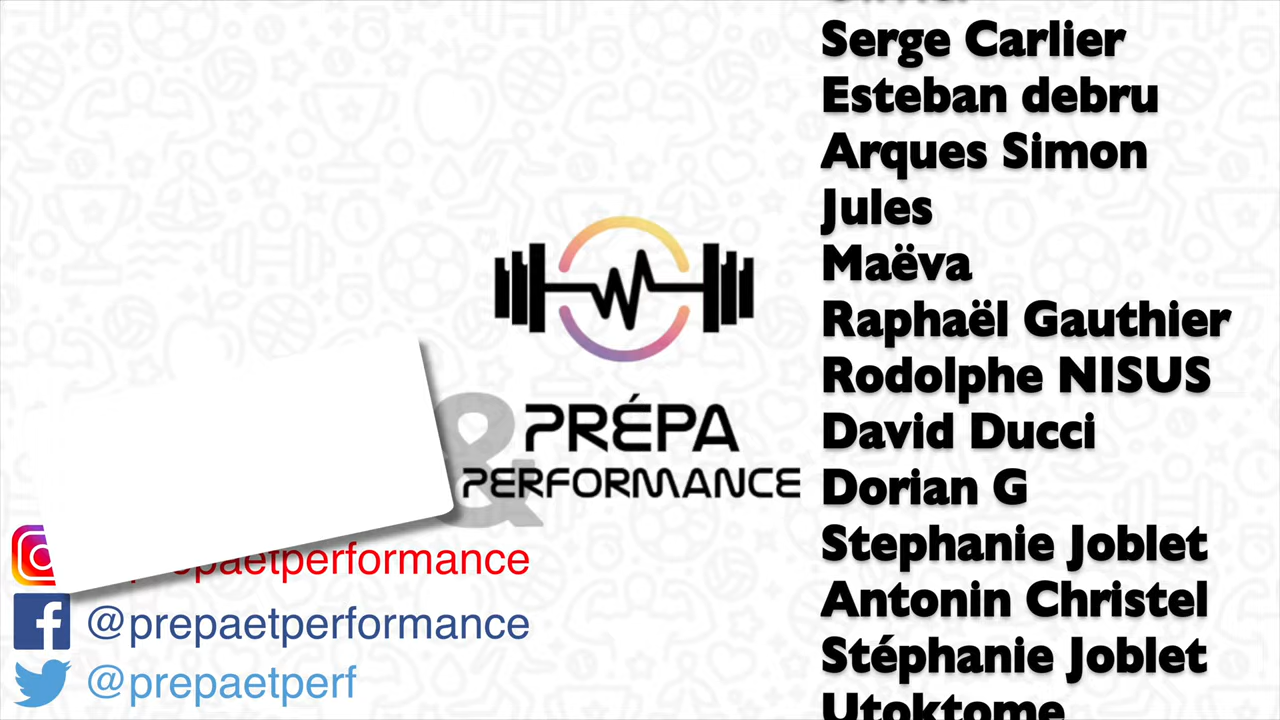 Serge Carlier
Esteban debru
Arques Simon
Jules
Maëva
Raphaël Gauthier
Rodolphe NISUS
David Ducci
Dorian G
Stephanie Joblet
Antonin Christel
Stéphanie Joblet
Utoktome
&
PRÉPA
PERFORMANCE
@prepaetperformance
@prepaetperf